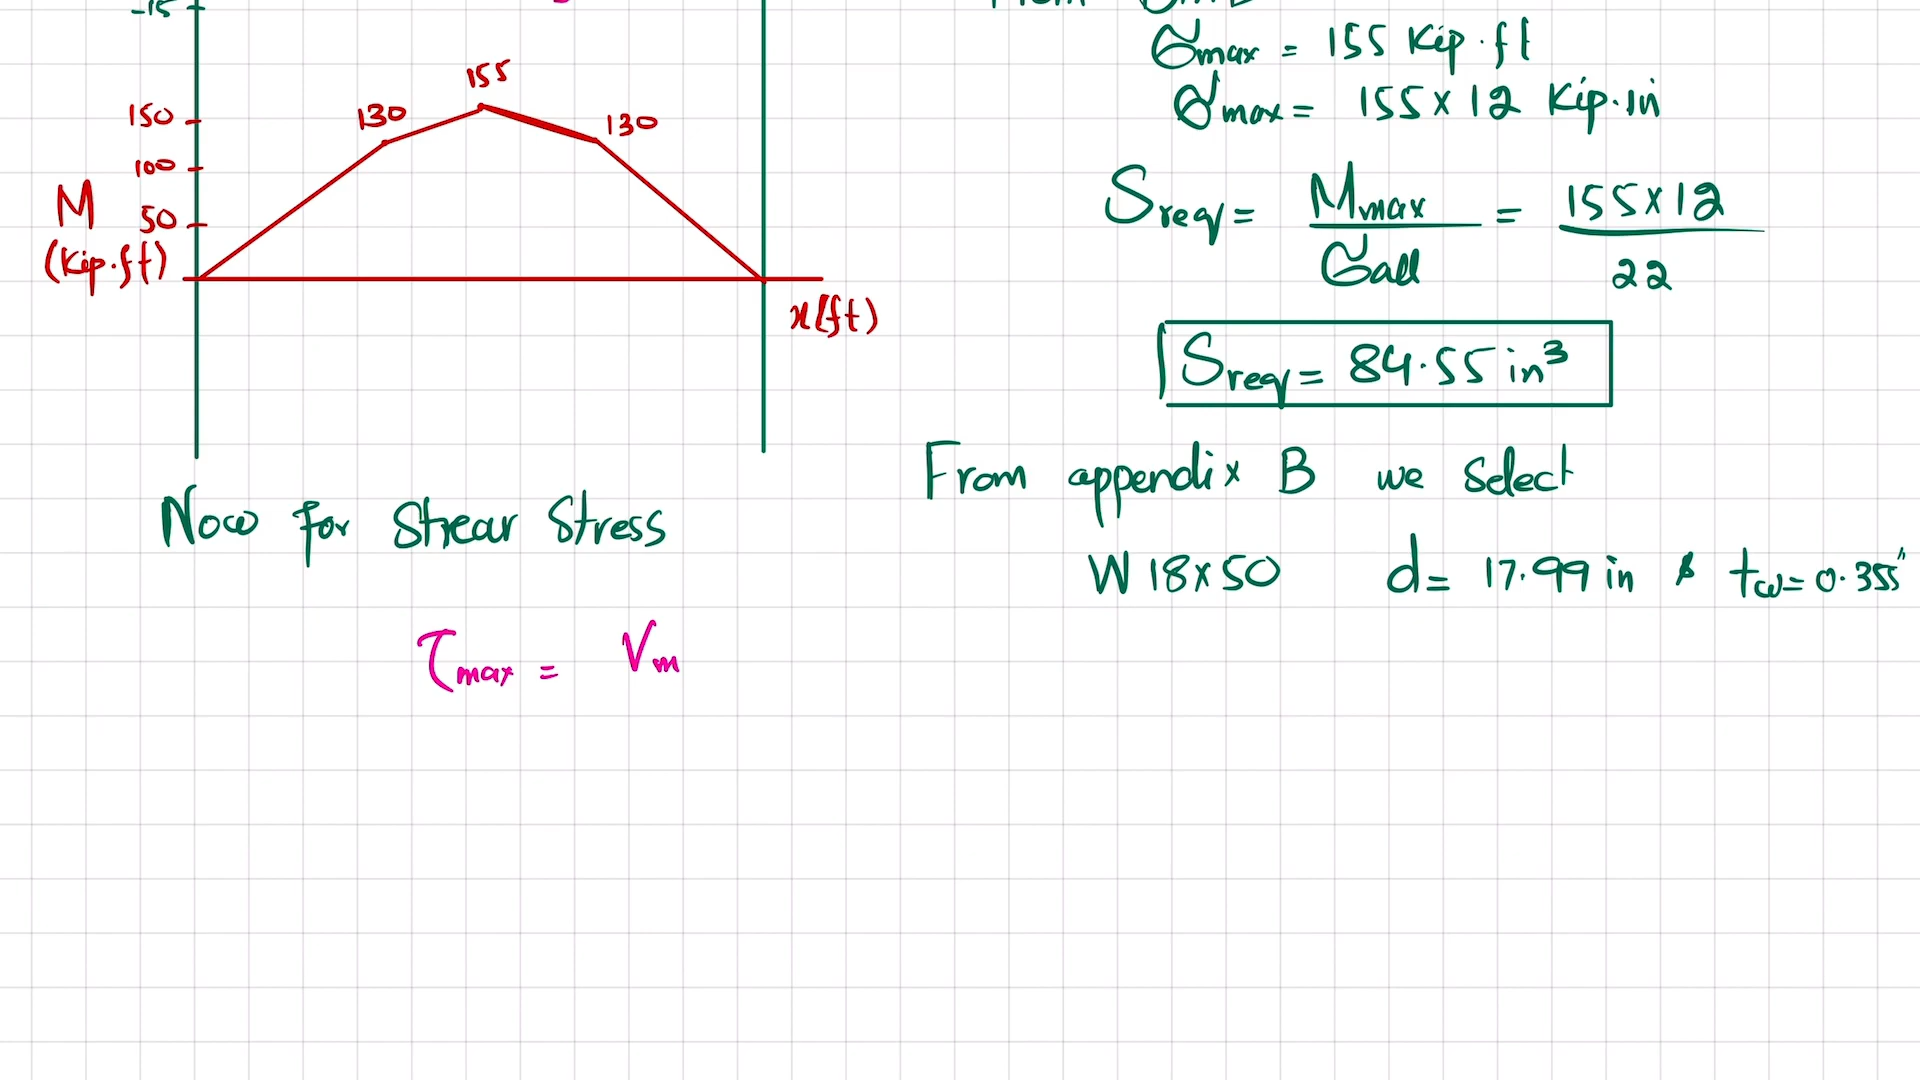 -15
155
130
130
150
100
50
M
(Kip.ft)
x(ft)
Now for Shear Stress
τmax = Vm
σmax = 155 Kip.ft
σmax = 155 x 12 Kip.in
Sreq = Mmax / σall = 155x12 / 22
Sreq = 84.55 in³
From appendix B we select
W 18x50 d= 17.99 in & tw= 0.355"